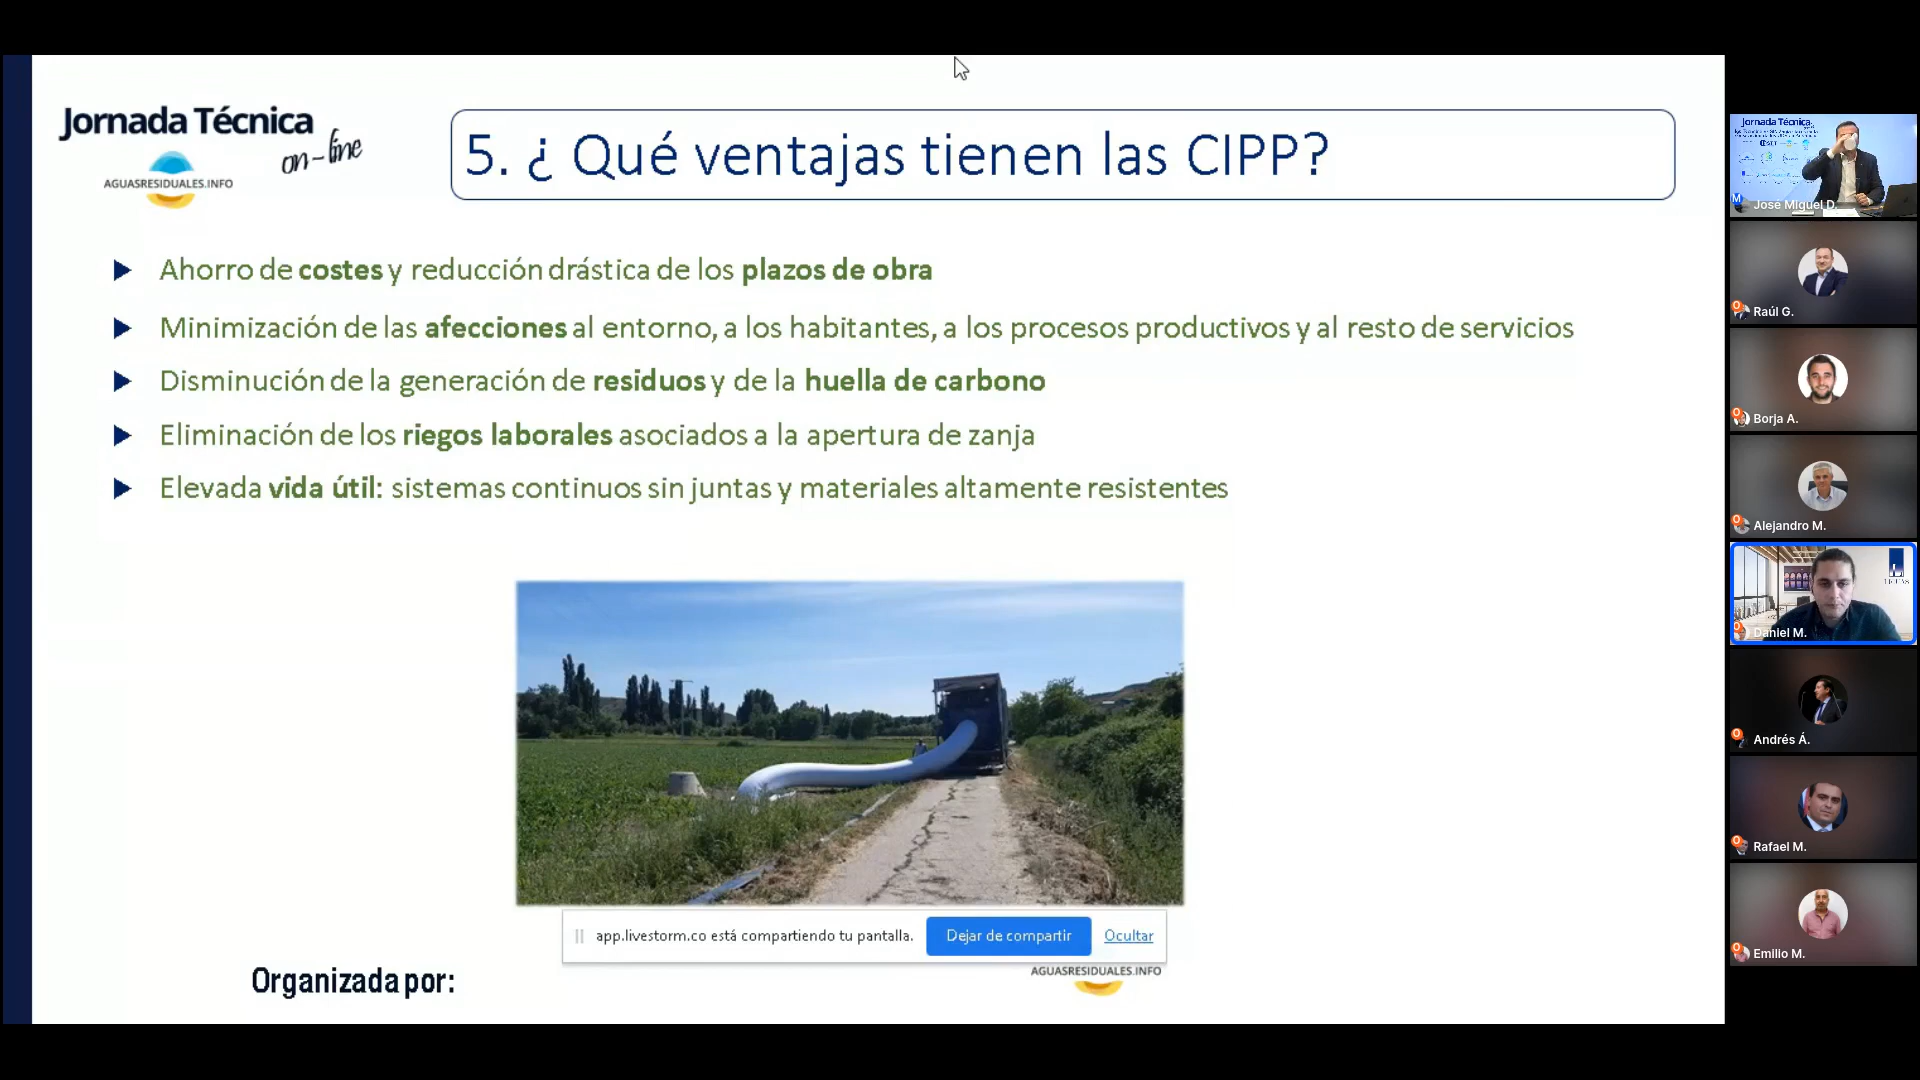 Jornada Técnica
on-line
AGUASRESIDUALES.INFO
5. ¿ Qué ventajas tienen las CIPP?
Ahorro de costes y reducción drástica de los plazos de obra
Minimización de las afecciones al entorno, a los habitantes, a los procesos productivos y al resto de servicios
Disminución de la generación de residuos y de la huella de carbono
Eliminación de los riegos laborales asociados a la apertura de zanja
Elevada vida útil: sistemas continuos sin juntas y materiales altamente resistentes
app.livestorm.co está compartiendo tu pantalla.
Dejar de compartir
Ocultar
Organizada por:
AGUASRESIDUALES.INFO
Jornada Técnica
José Miguel D.
Raúl G.
Borja A.
Alejandro M.
Daniel M.
Andrés Á.
Rafael M.
Emilio M.